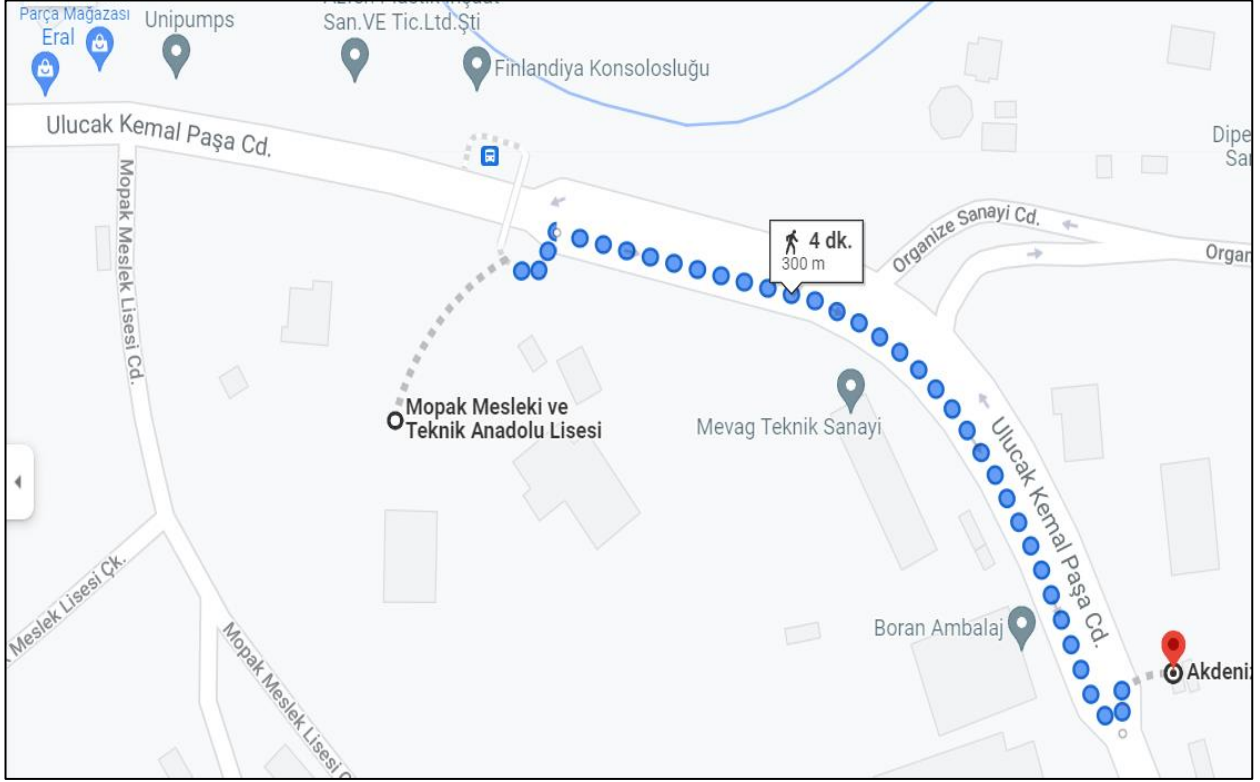 Parça Mağazası
Eral
Unipumps
San.VE Tic.Ltd.Şti
Finlandiya Konsolosluğu
Ulucak Kemal Paşa Cd.
Dipe
Sa
Mopak Meslek Lisesi Cd.
4 dk.
300 m
Organize Sanayi Cd.
Organ
Mopak Mesleki ve
Teknik Anadolu Lisesi
Mevag Teknik Sanayi
Ulucak Kemal Paşa Cd.
Meslek Lisesi Çk.
Boran Ambalaj
Mopak Meslek Lisesi Ç
Akdeniz